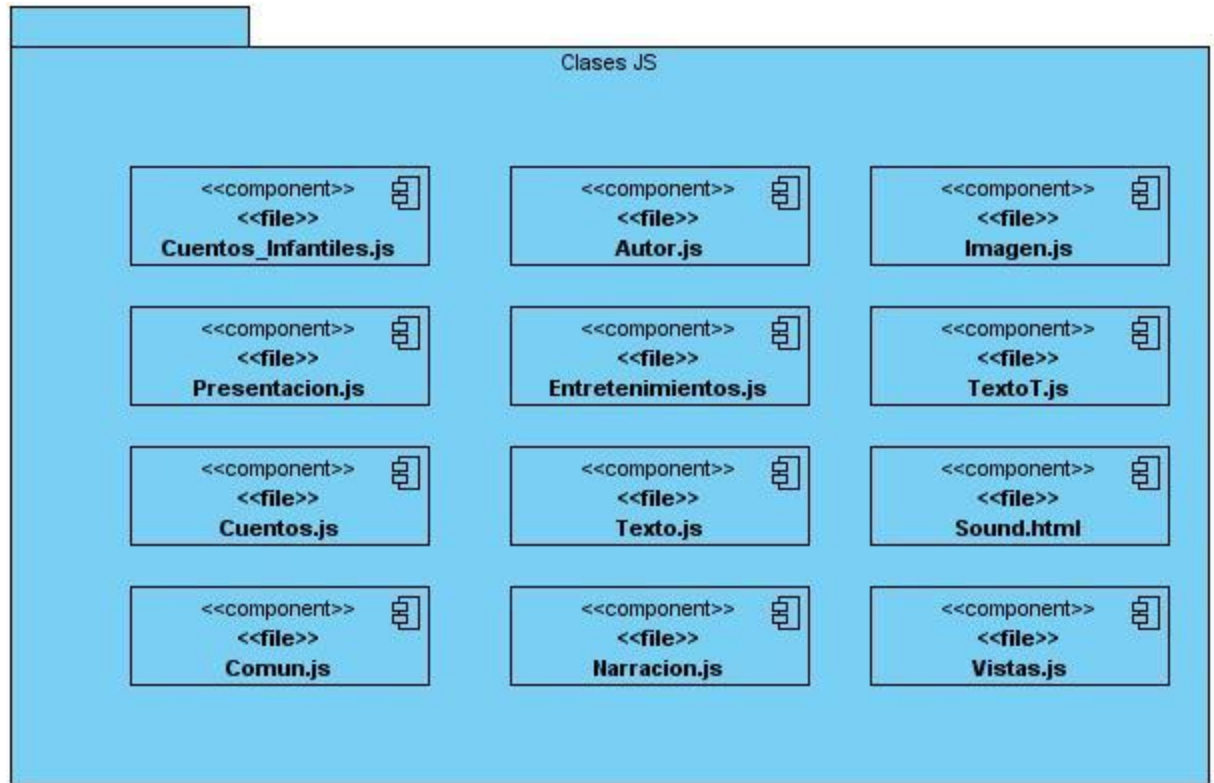 Clases JS
<<component>>
<<file>>
Cuentos_Infantiles.js
<<component>>
<<file>>
Autor.js
<<component>>
<<file>>
Imagen.js
<<component>>
<<file>>
Presentacion.js
<<component>>
<<file>>
Entretenimientos.js
<<component>>
<<file>>
TextoT.js
<<component>>
<<file>>
Cuentos.js
<<component>>
<<file>>
Texto.js
<<component>>
<<file>>
Sound.html
<<component>>
<<file>>
Comun.js
<<component>>
<<file>>
Narracion.js
<<component>>
<<file>>
Vistas.js